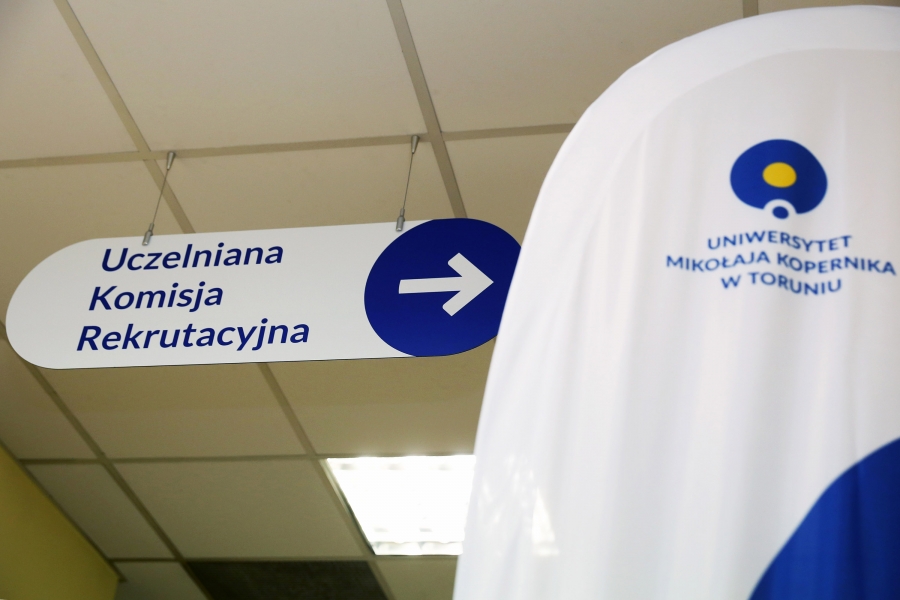 Uczelniana
Komisja
Rekrutacyjna
UNIWERSYTET
MIKOŁAJA KOPERNIKA
W TORUNIU